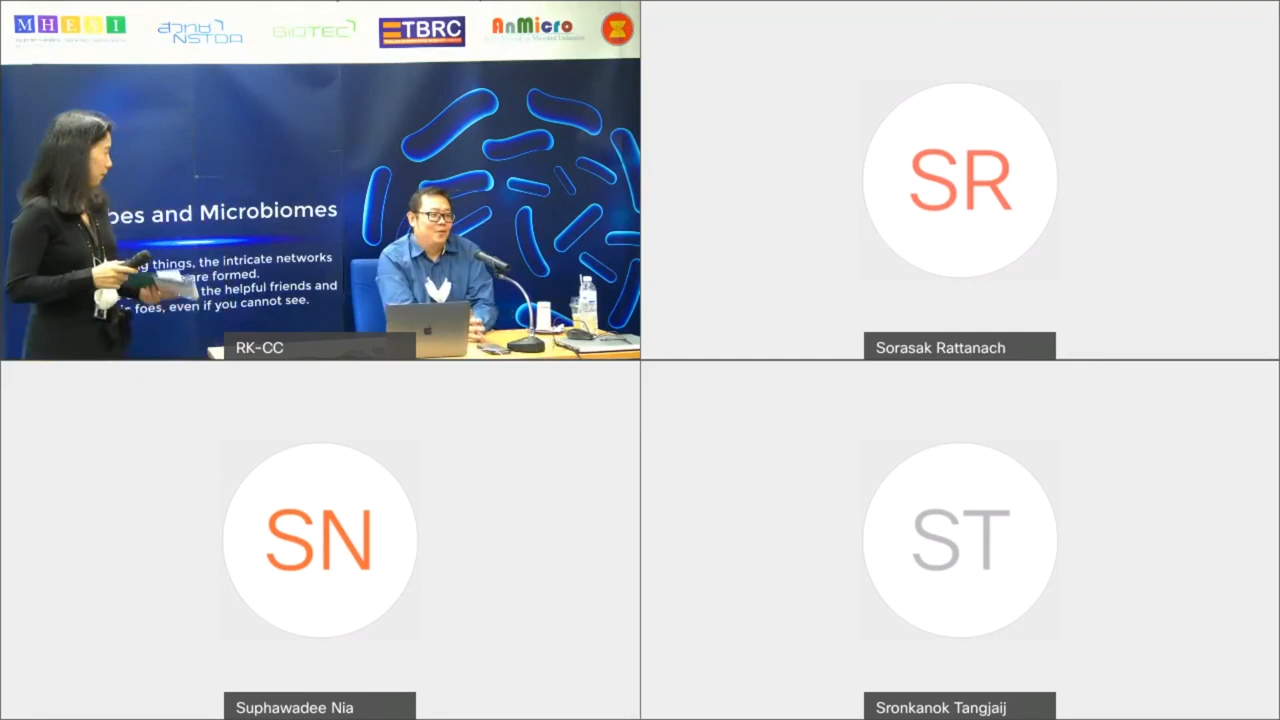 MHESI
สวทช
NSTDA
BIOTEC
TBRC
AnMicro
bes and Microbiomes
g things, the intricate networks
are formed.
the helpful friends and
foes, even if you cannot see.
RK-CC
SR
Sorasak Rattanach
SN
Suphawadee Nia
ST
Sronkanok Tangjaij